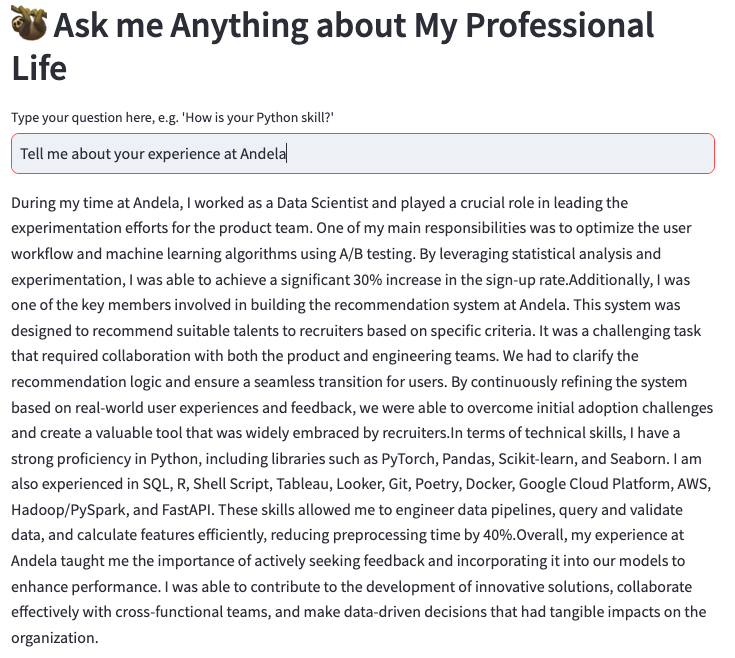 🦥 Ask me Anything about My Professional
Life
Type your question here, e.g. 'How is your Python skill?'
Tell me about your experience at Andela
During my time at Andela, I worked as a Data Scientist and played a crucial role in leading the
experimentation efforts for the product team. One of my main responsibilities was to optimize the user
workflow and machine learning algorithms using A/B testing. By leveraging statistical analysis and
experimentation, I was able to achieve a significant 30% increase in the sign-up rate.Additionally, I was
one of the key members involved in building the recommendation system at Andela. This system was
designed to recommend suitable talents to recruiters based on specific criteria. It was a challenging task
that required collaboration with both the product and engineering teams. We had to clarify the
recommendation logic and ensure a seamless transition for users. By continuously refining the system
based on real-world user experiences and feedback, we were able to overcome initial adoption challenges
and create a valuable tool that was widely embraced by recruiters.In terms of technical skills, I have a
strong proficiency in Python, including libraries such as PyTorch, Pandas, Scikit-learn, and Seaborn. I am
also experienced in SQL, R, Shell Script, Tableau, Looker, Git, Poetry, Docker, Google Cloud Platform, AWS,
Hadoop/PySpark, and FastAPI. These skills allowed me to engineer data pipelines, query and validate
data, and calculate features efficiently, reducing preprocessing time by 40%.Overall, my experience at
Andela taught me the importance of actively seeking feedback and incorporating it into our models to
enhance performance. I was able to contribute to the development of innovative solutions, collaborate
effectively with cross-functional teams, and make data-driven decisions that had tangible impacts on the
organization.